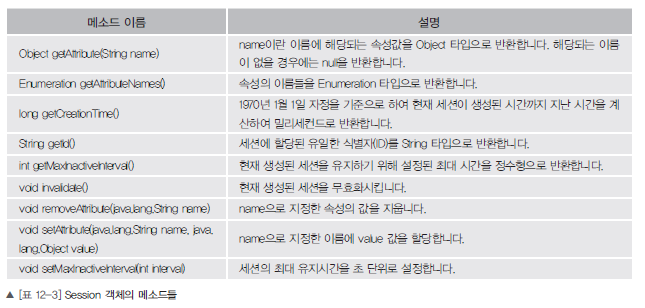 메소드 이름
설명
Object getAttribute(String name)
name이란 이름에 해당되는 속성값을 Object 타입으로 반환합니다. 해당되는 이름
이 없을 경우에는 null을 반환합니다.
Enumeration getAttributeNames()
속성의 이름들을 Enumeration 타입으로 반환합니다.
long getCreationTime()
1970년 1월 1일 자정을 기준으로 하여 현재 세션이 생성된 시간까지 지난 시간을 계
산하여 밀리세컨드로 반환합니다.
String getId()
세션에 할당된 유일한 식별자(ID)를 String 타입으로 반환합니다.
int getMaxInactiveInterval()
현재 생성된 세션을 유지하기 위해 설정된 최대 시간을 정수형으로 반환합니다.
void invalidate()
현재 생성된 세션을 무효화시킵니다.
void removeAttribute(java.lang.String name)
name으로 지정한 속성의 값을 지웁니다.
void setAttribute(java.lang.String name, java.
lang.Object value)
name으로 지정한 이름에 value 값을 할당합니다.
void setMaxInactiveInterval(int interval)
세션의 최대 유지시간을 초 단위로 설정합니다.
▲ [표 12-3] Session 객체의 메소드들